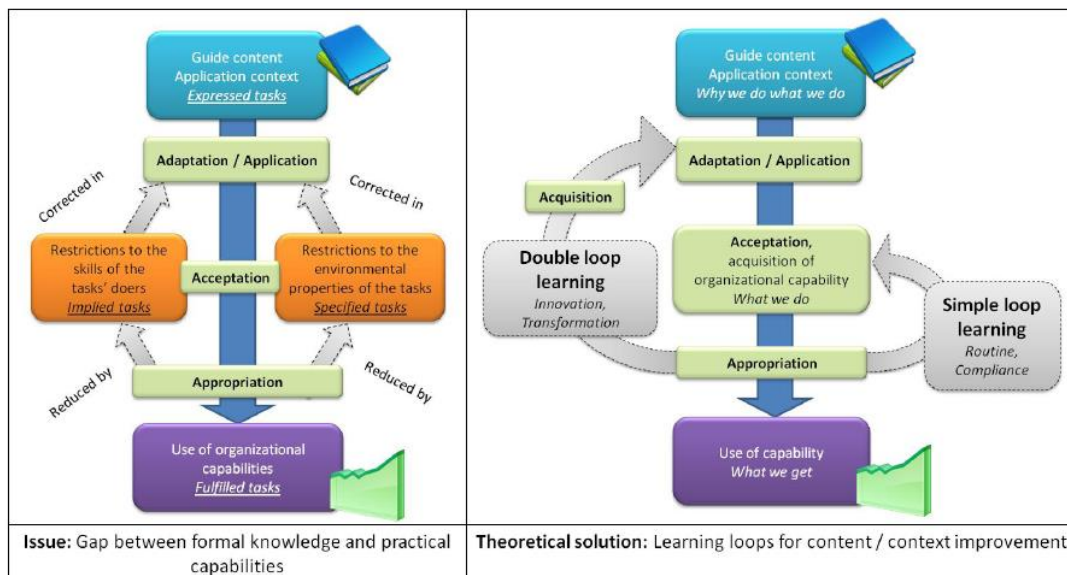 Guide content
Application context
Expressed tasks
Adaptation / Application
Corrected in
Corrected in
Restrictions to the
skills of the
tasks' doers
Implied tasks
Acceptation
Restrictions to the
environmental
properties of the tasks
Specified tasks
Reduced by
Appropriation
Reduced by
Use of organizational
capabilities
Fulfilled tasks
Issue: Gap between formal knowledge and practical
capabilities
Guide content
Application context
Why we do what we do
Adaptation / Application
Acquisition
Double loop
learning
Innovation,
Transformation
Acceptation,
acquisition of
organizational capability
What we do
Simple loop
learning
Routine,
Compliance
Appropriation
Use of capability
What we get
Theoretical solution: Learning loops for content / context improvement